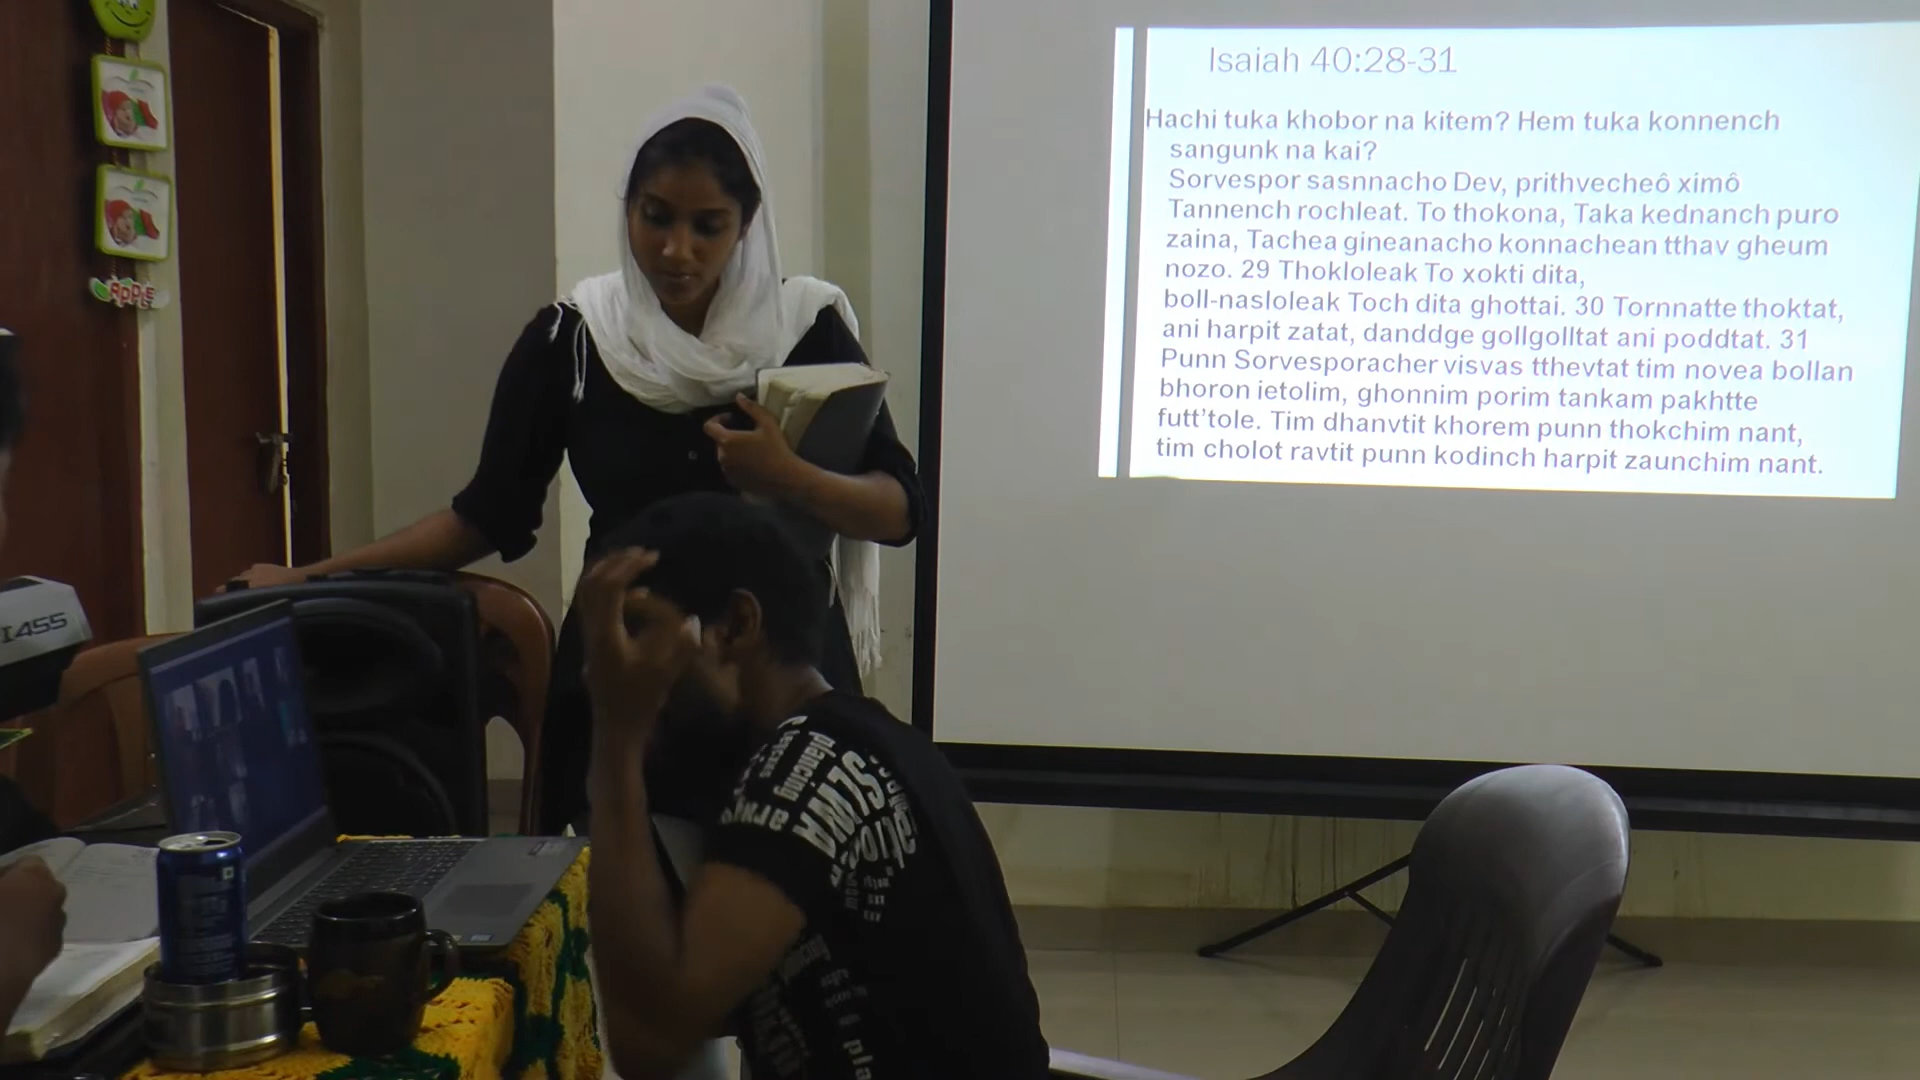 Isaiah 40:28-31
Hachi tuka khobor na kitem? Hem tuka konnench
sangunk na kai?
Sorvespor sasnnacho Dev, prithvecheô ximô
Tannench rochleat. To thokona, Taka kednanch puro
zaina, Tachea gineanacho konnachean tthav gheum
nozo. 29 Thokloleak To xokti dita,
boll-nasloleak Toch dita ghottai. 30 Tornnatte thoktat,
ani harpit zatat, danddge gollgolltat ani poddtat. 31
Punn Sorvesporacher visvas tthevtat tim novea bollan
bhoron ietolim, ghonnim porim tankam pakhtte
futt'tole. Tim dhanvtit khorem punn thokchim nant,
tim cholot ravtit punn kodinch harpit zaunchim nant.
APPLE
I455
placing